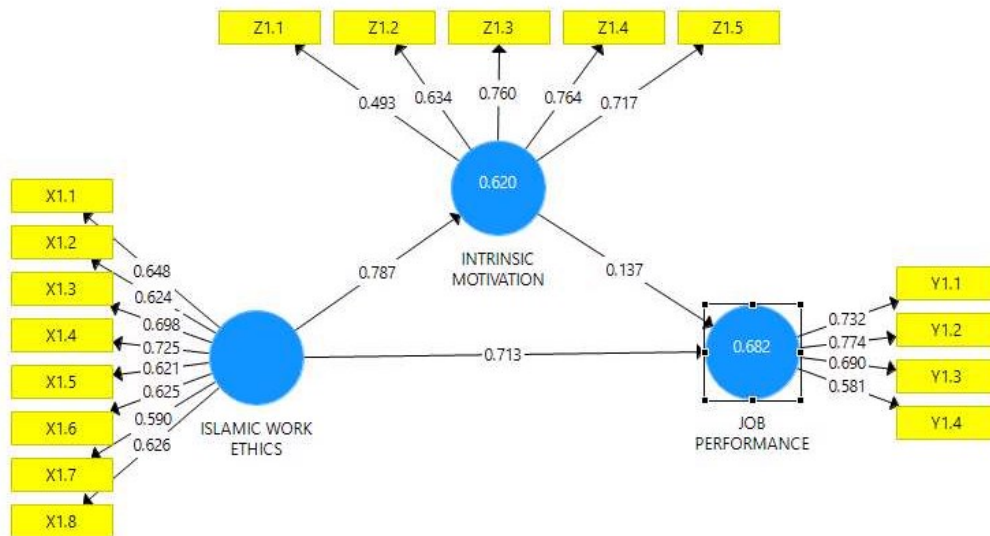 Z1.1 Z1.2 Z1.3 Z1.4 Z1.5
0.493 0.634 0.760 0.764 0.717
0.620
INTRINSIC
MOTIVATION
X1.1
X1.2
X1.3
X1.4
X1.5
X1.6
X1.7
X1.8
0.648
0.624
0.698
0.725
0.621
0.625
0.590
0.626
ISLAMIC WORK
ETHICS
0.787
0.137
0.713
0.682
JOB
PERFORMANCE
0.732
0.774
0.690
0.581
Y1.1
Y1.2
Y1.3
Y1.4